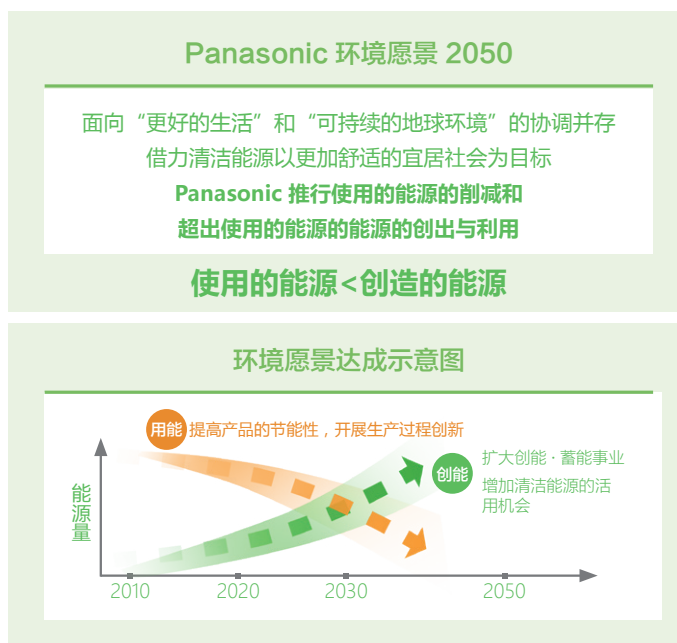 Panasonic 环境愿景 2050
面向“更好的生活”和“可持续的地球环境”的协调并存
借力清洁能源以更加舒适的宜居社会为目标
Panasonic 推行使用的能源的削减和
超出使用的能源的能源的创出与利用
使用的能源<创造的能源
环境愿景达成示意图
用能 提高产品的节能性，开展生产过程创新
扩大创能·蓄能事业
创能
增加清洁能源的活
用机会
能源量
2010 2020 2030 2050